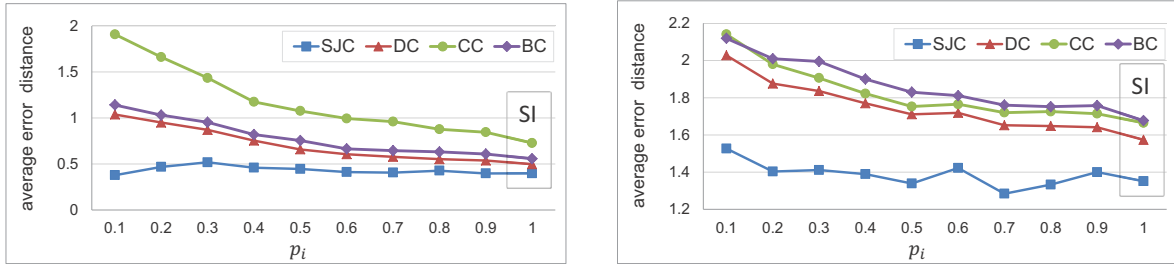 average error distance
2
1.5
1
0.5
0
SJC DC CC BC
SI
0.1 0.2 0.3 0.4 0.5 0.6 0.7 0.8 0.9 1
p_i
average error distance
2.2
2
1.8
1.6
1.4
1.2
SJC DC CC BC
SI
0.1 0.2 0.3 0.4 0.5 0.6 0.7 0.8 0.9 1
p_i